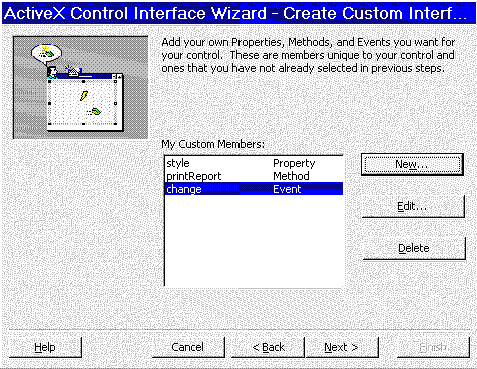 ActiveX Control Interface Wizard - Create Custom Interf...
Add your own Properties, Methods, and Events you want for
your control. These are members unique to your control and
ones that you have not already selected in previous steps.
My Custom Members:
style Property
printReport Method
change Event
New...
Edit...
Delete
Help Cancel < Back Next > Finish